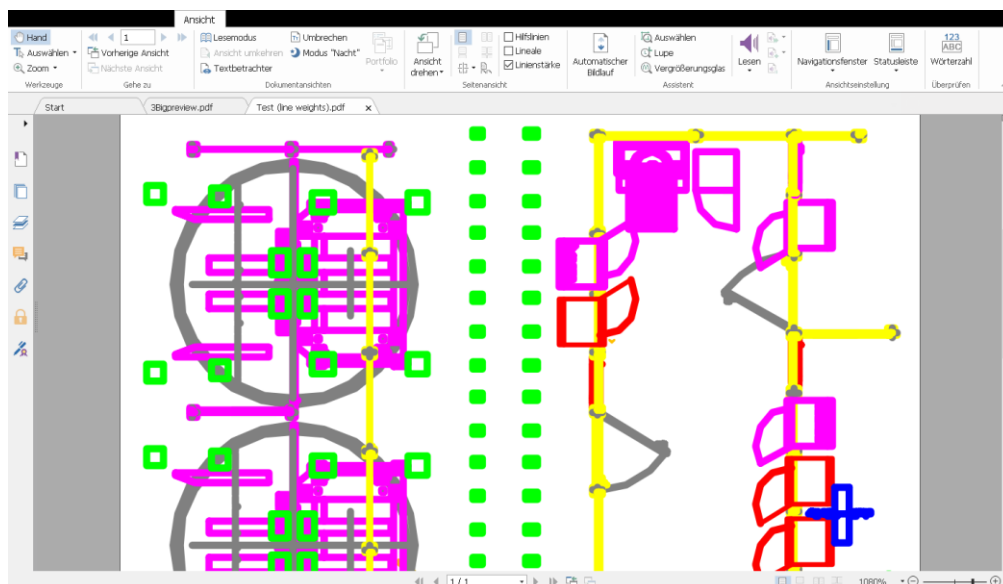 Ansicht
Hand
Auswählen
Zoom
Werkzeuge
1
Vorherige Ansicht
Nächste Ansicht
Gehe zu
Lesemodus
Ansicht umkehren
Textbetrachter
Umbrechen
Modus "Nacht"
Portfolio
Dokumentansichten
Ansicht
drehen
Hilfslinien
Lineale
Linienstärke
Seitenansicht
Automatischer
Bildlauf
Auswählen
Lupe
Vergrößerungsglas
Assistent
Lesen
Navigationsfenster
Statusleiste
Ansichtseinstellung
123
ABC
Wörterzahl
Überprüfen
Start
3Bigpreview.pdf
Test (line weights).pdf
x
1 / 1
1080%